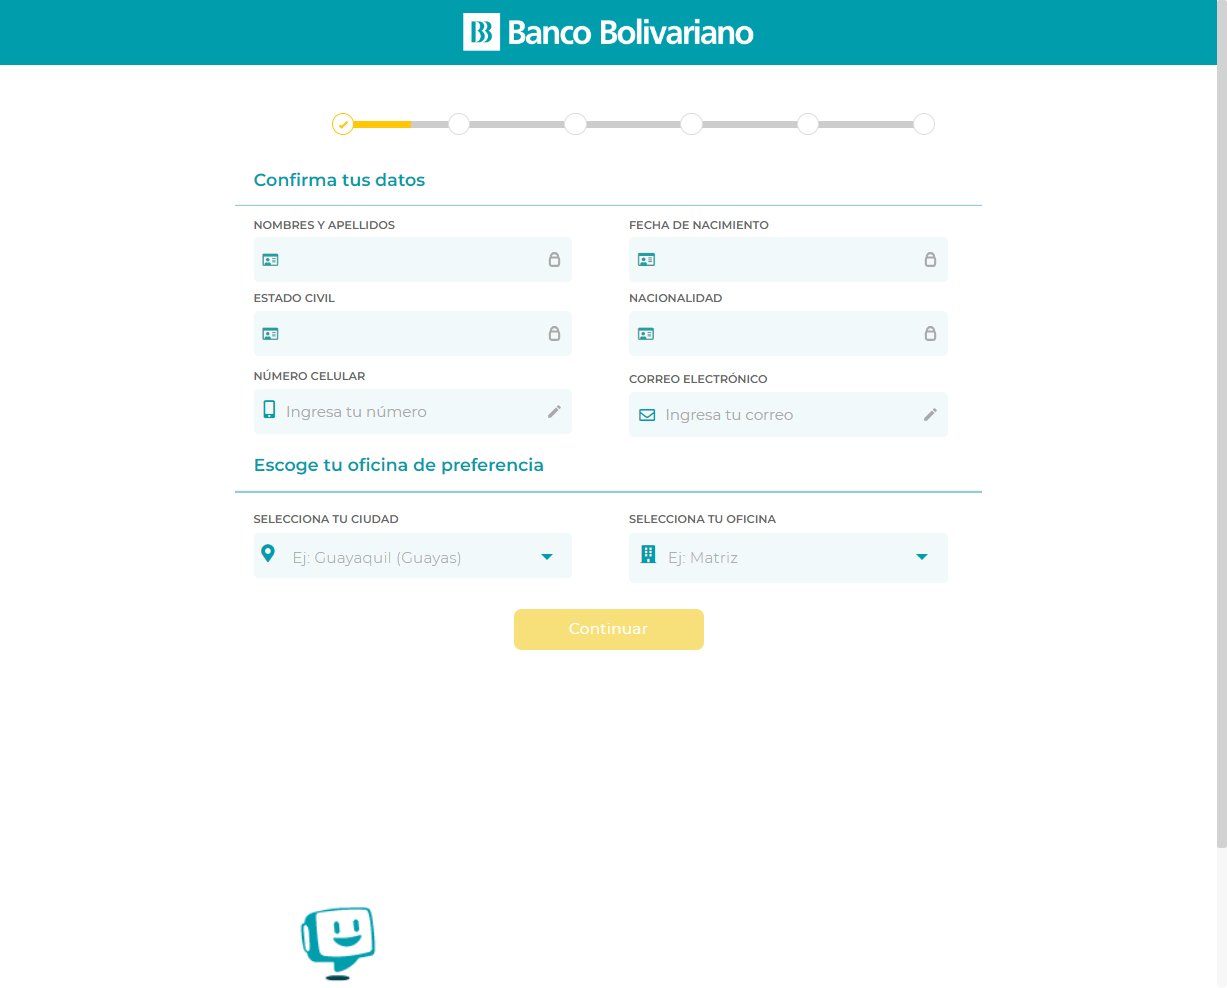 Banco Bolivariano
Confirma tus datos
NOMBRES Y APELLIDOS
FECHA DE NACIMIENTO
ESTADO CIVIL
NACIONALIDAD
NÚMERO CELULAR
CORREO ELECTRÓNICO
Ingresa tu número
Ingresa tu correo
Escoge tu oficina de preferencia
SELECCIONA TU CIUDAD
SELECCIONA TU OFICINA
Ej: Guayaquil (Guayas)
Ej: Matriz
Continuar